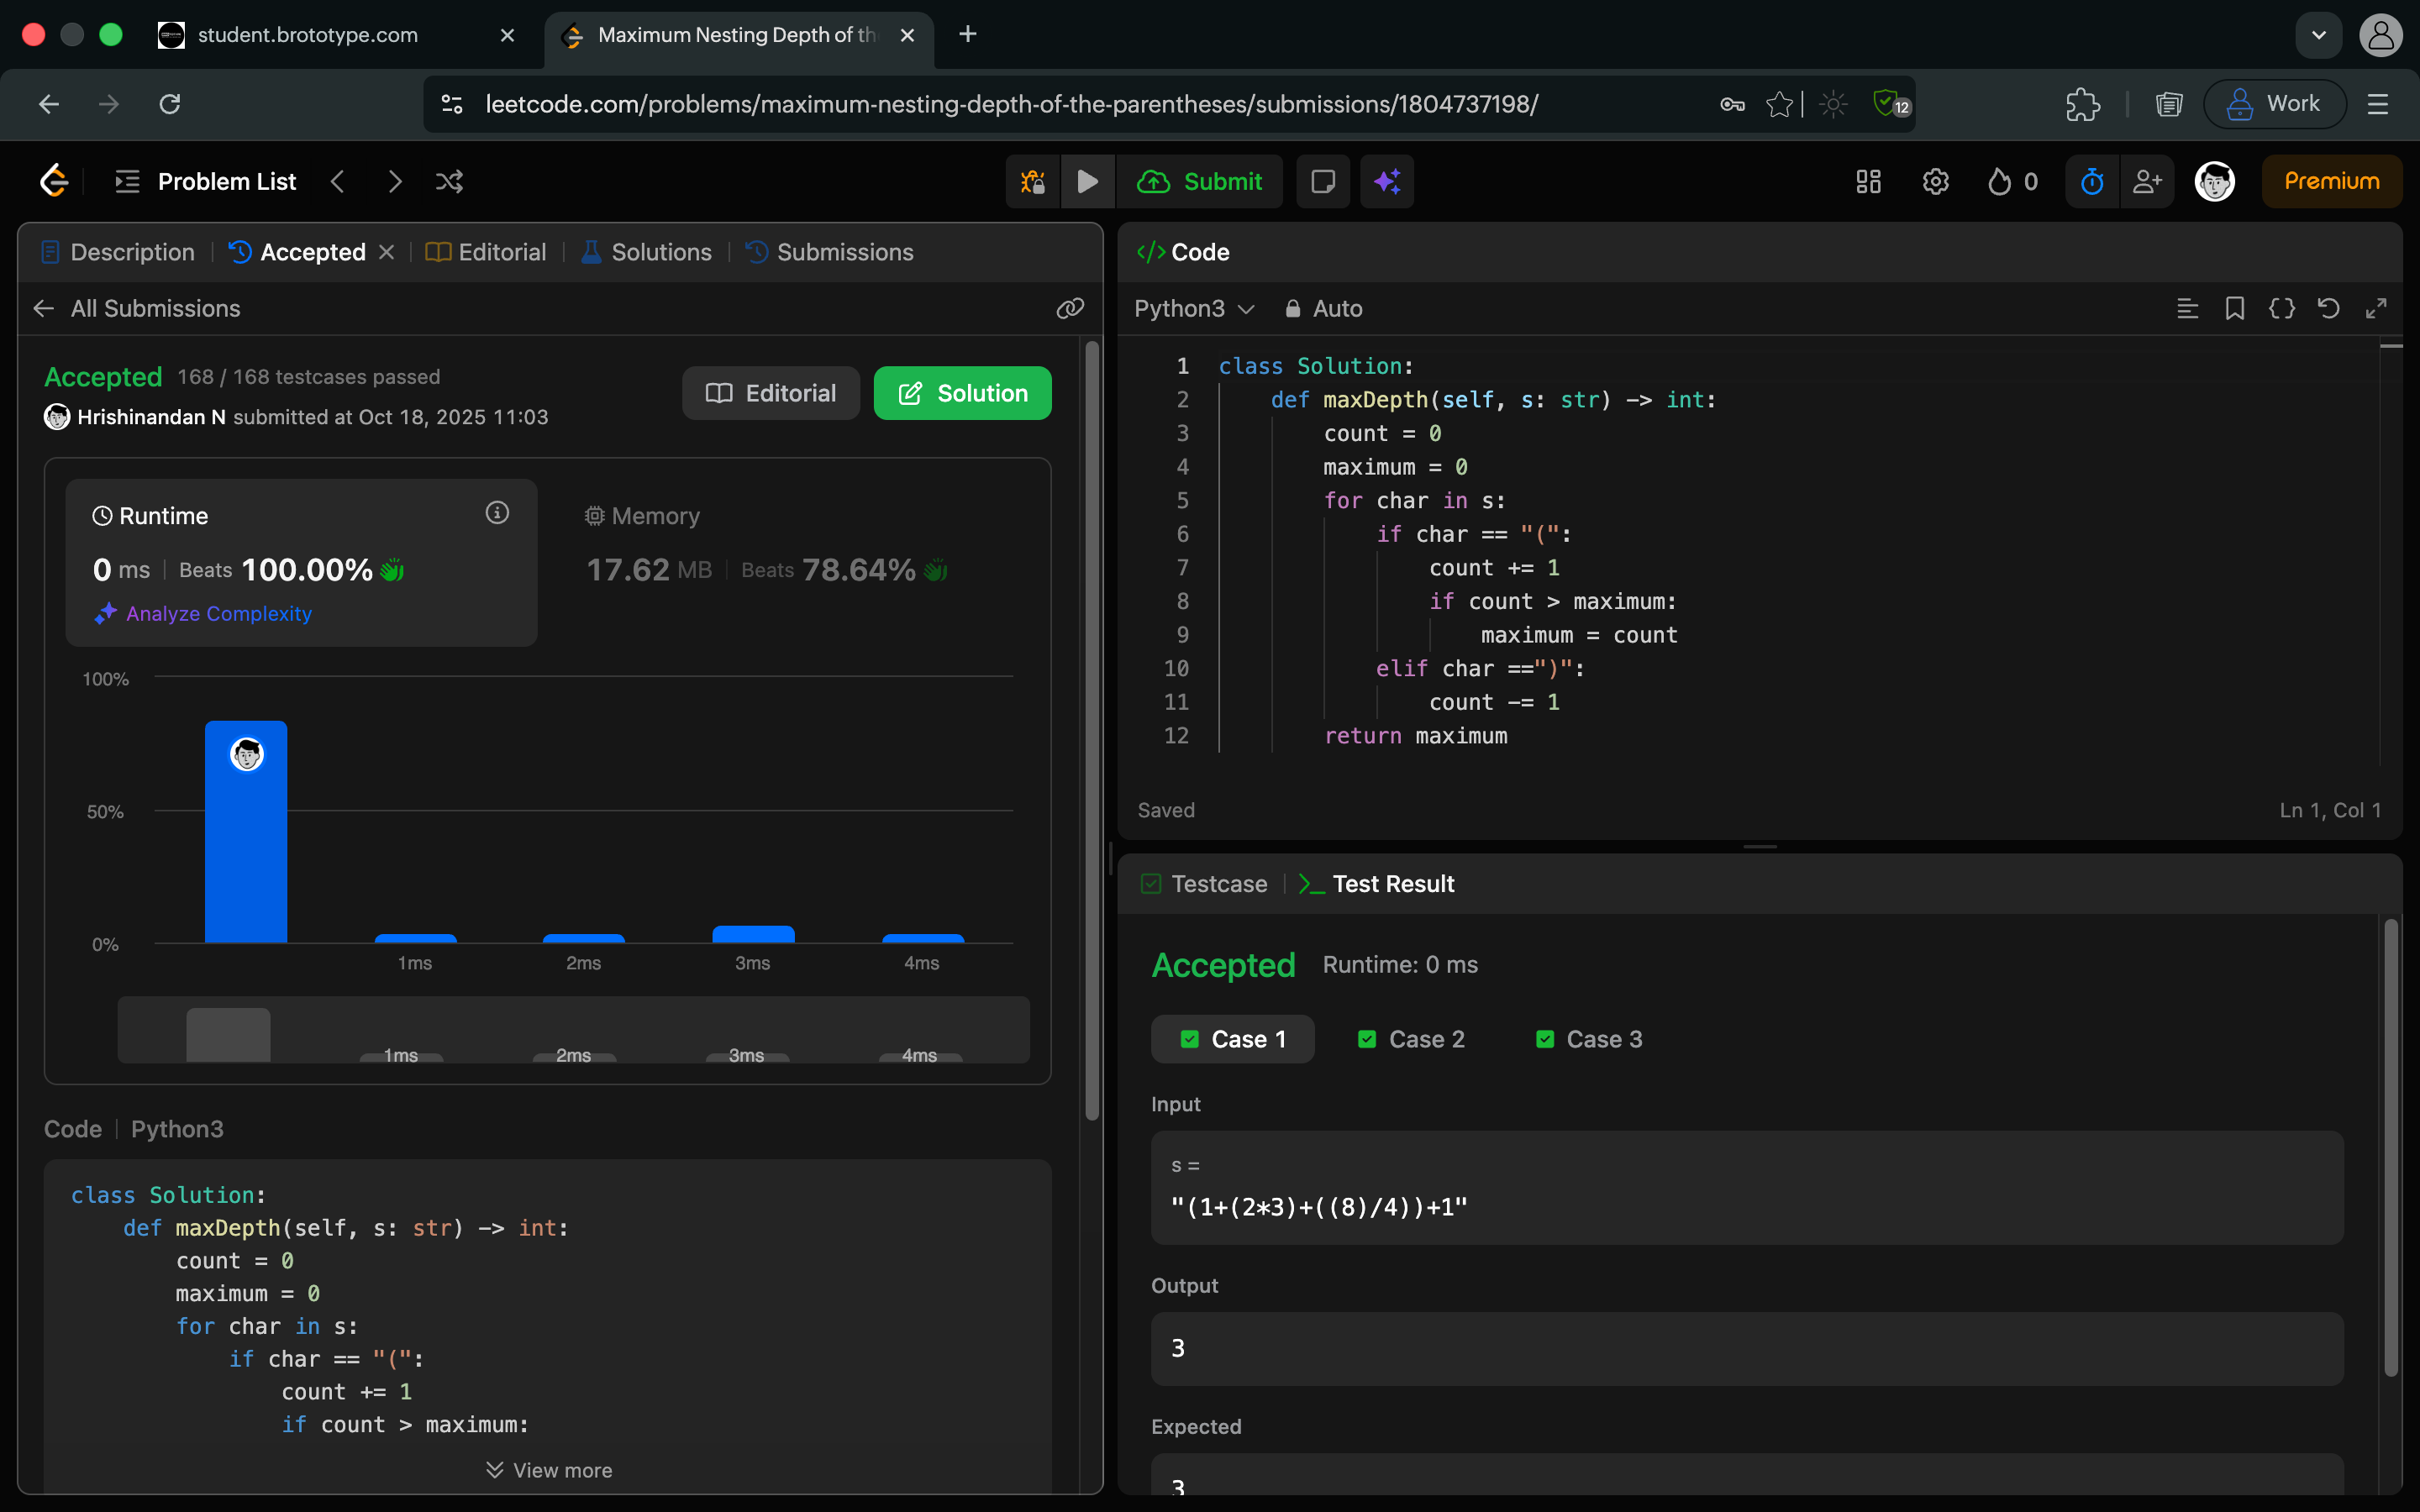 student.brototype.com
Maximum Nesting Depth of th
leetcode.com/problems/maximum-nesting-depth-of-the-parentheses/submissions/1804737198/
12
Work
Problem List
Submit
0
Premium
Description
Accepted
Editorial
Solutions
Submissions
All Submissions
Accepted 168 / 168 testcases passed
Hrishinandan N submitted at Oct 18, 2025 11:03
Editorial
Solution
Runtime
0 ms
Beats 100.00%
Analyze Complexity
Memory
17.62 MB
Beats 78.64%
100%
50%
0%
1ms
2ms
3ms
4ms
1ms
2ms
3ms
4ms
Code
Python3
class Solution:
    def maxDepth(self, s: str) -> int:
        count = 0
        maximum = 0
        for char in s:
            if char == "(":
                count += 1
                if count > maximum:
View more
</> Code
Python3
Auto
1 class Solution:
2     def maxDepth(self, s: str) -> int:
3         count = 0
4         maximum = 0
5         for char in s:
6             if char == "(":
7                 count += 1
8                 if count > maximum:
9                     maximum = count
10             elif char ==")":
11                 count -= 1
12         return maximum
Saved
Ln 1, Col 1
Testcase
Test Result
Accepted
Runtime: 0 ms
Case 1
Case 2
Case 3
Input
s =
"(1+(2*3)+((8)/4))+1"
Output
3
Expected
3